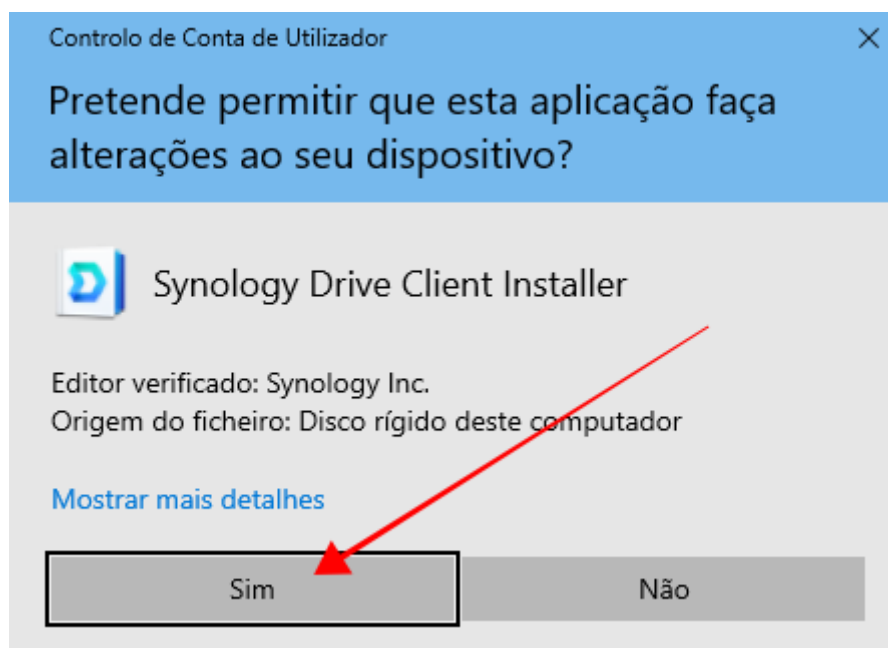 Controlo de Conta de Utilizador
Pretende permitir que esta aplicação faça
alterações ao seu dispositivo?
Synology Drive Client Installer
Editor verificado: Synology Inc.
Origem do ficheiro: Disco rígido deste computador
Mostrar mais detalhes
Sim
Não